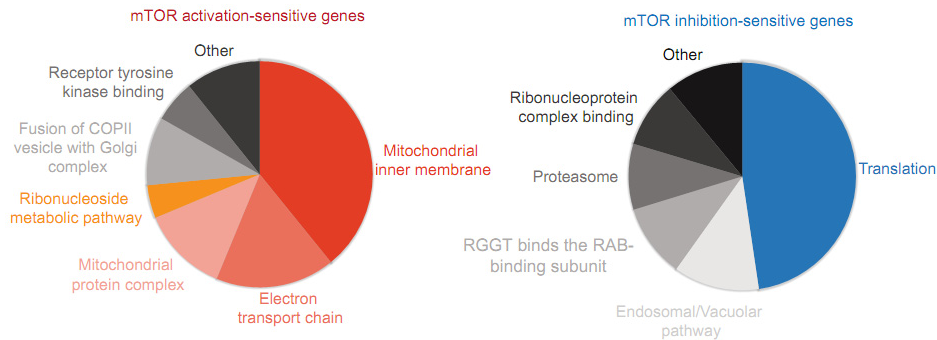 mTOR activation-sensitive genes
Other
Receptor tyrosine
kinase binding
Fusion of COPII
vesicle with Golgi
complex
Ribonucleoside
metabolic pathway
Mitochondrial
protein complex
Electron
transport chain
Mitochondrial
inner membrane
mTOR inhibition-sensitive genes
Other
Ribonucleoprotein
complex binding
Proteasome
RGGT binds the RAB-
binding subunit
Endosomal/Vacuolar
pathway
Translation